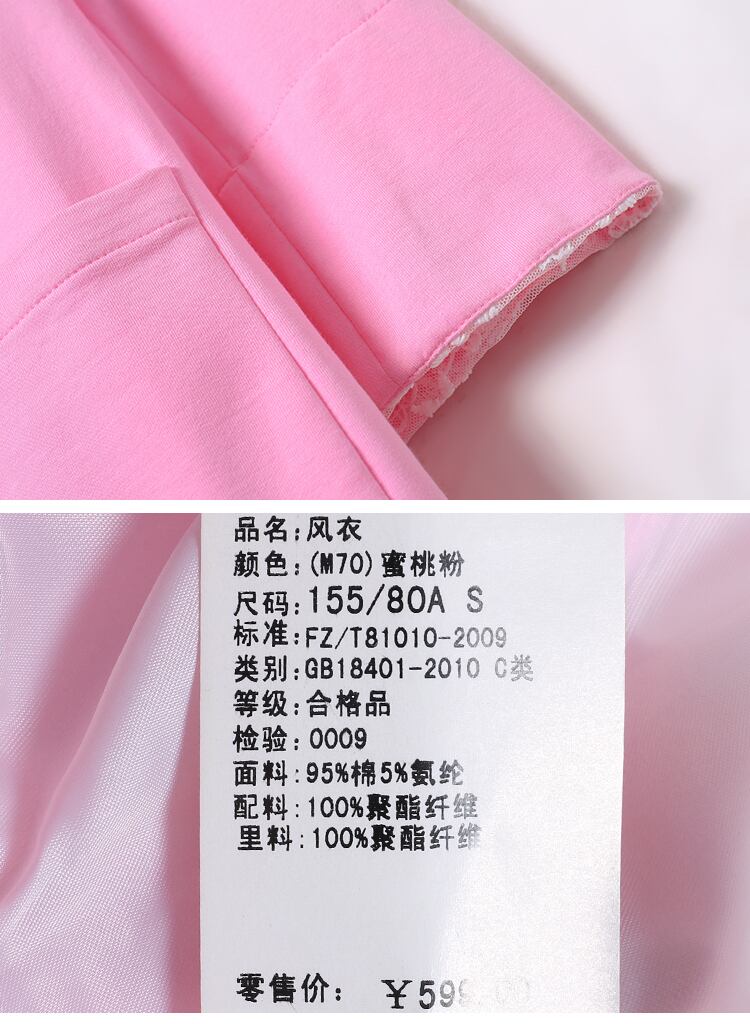 品名:风衣
颜色:(M70)蜜桃粉
尺码:155/80A S
标准:FZ/T81010-2009
类别:GB18401-2010 C类
等级:合格品
检验:0009
面料:95%棉5%氨纶
配料:100%聚酯纤维
里料:100%聚酯纤维
零售价: ¥599.00